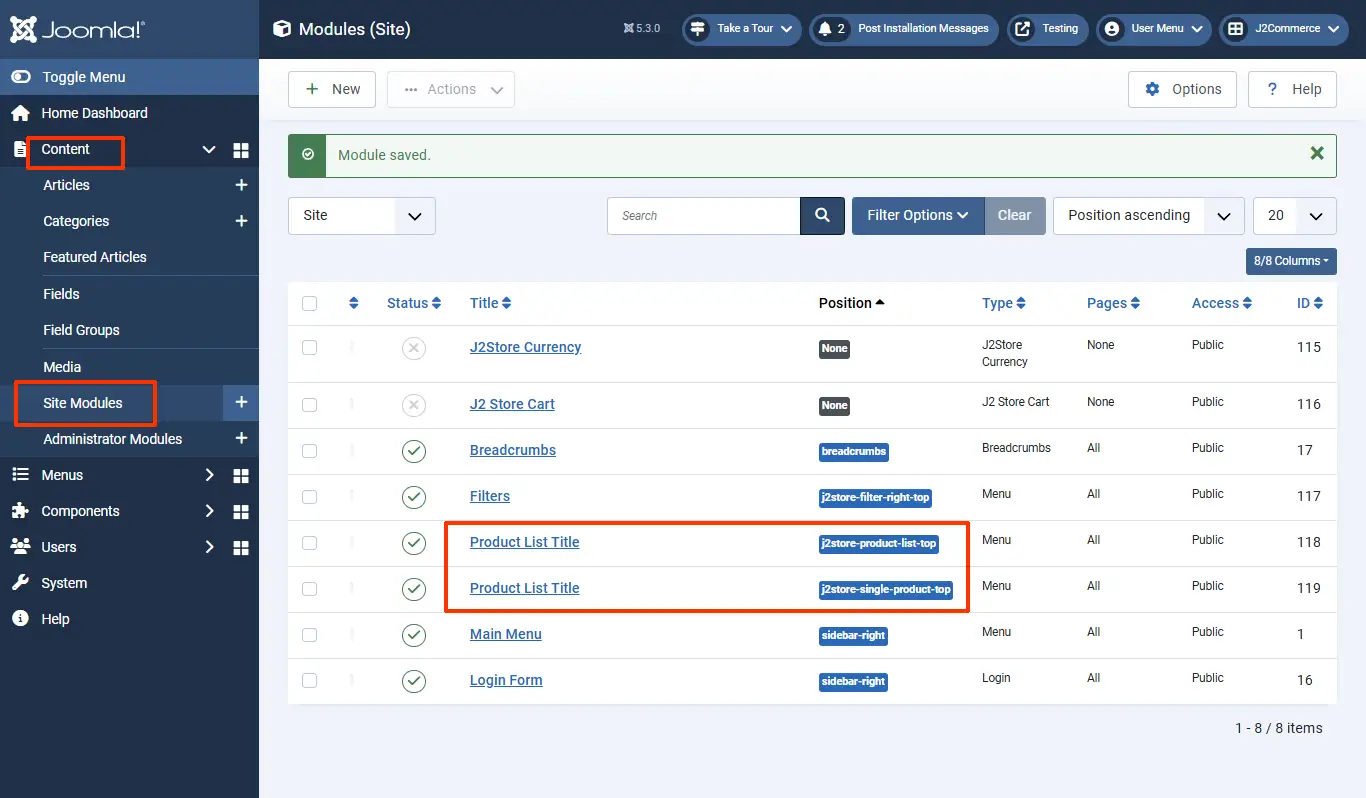 Joomla!
Modules (Site)
5.3.0
Take a Tour
2 Post Installation Messages
Testing
User Menu
J2Commerce
Toggle Menu
Home Dashboard
Content
Articles
Categories
Featured Articles
Fields
Field Groups
Media
Site Modules
Administrator Modules
Menus
Components
Users
System
Help
New
Actions
Options
? Help
Module saved.
Site
Search
Filter Options
Clear
Position ascending
20
8/8 Columns
Status Title Position Type Pages Access ID
J2Store Currency None J2Store Currency None Public 115
J2 Store Cart None J2 Store Cart None Public 116
Breadcrumbs breadcrumbs Breadcrumbs All Public 17
Filters j2store-filter-right-top Menu All Public 117
Product List Title j2store-product-list-top Menu All Public 118
Product List Title j2store-single-product-top Menu All Public 119
Main Menu sidebar-right Menu All Public 1
Login Form sidebar-right Login All Public 16
1 - 8 / 8 items